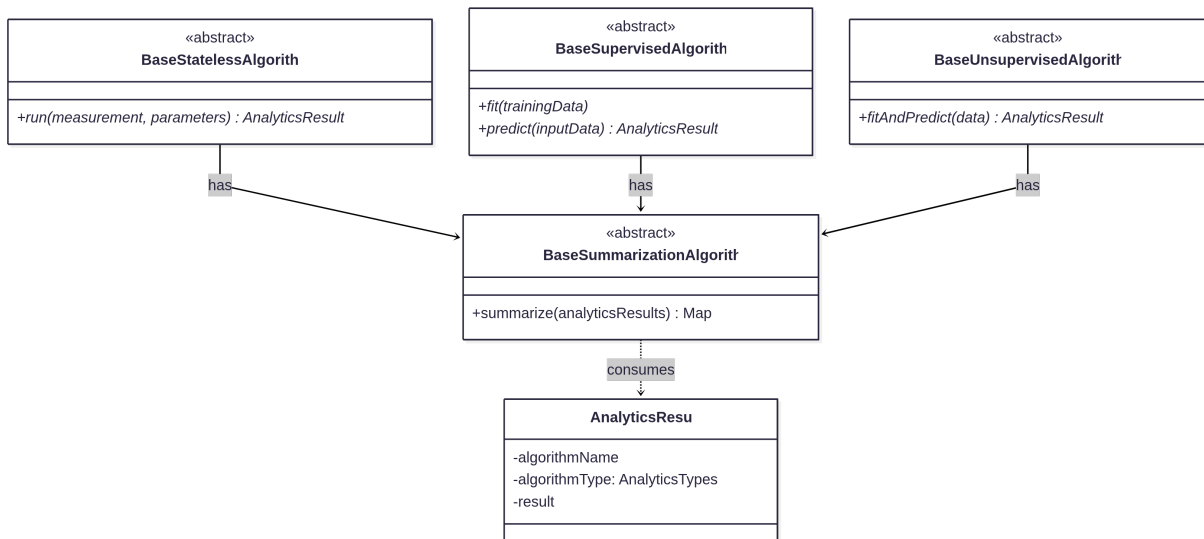 «abstract»
BaseStatelessAlgorith
+run(measurement, parameters) : AnalyticsResult
«abstract»
BaseSupervisedAlgorith
+fit(trainingData)
+predict(inputData) : AnalyticsResult
«abstract»
BaseUnsupervisedAlgorith
+fitAndPredict(data) : AnalyticsResult
has
has
has
«abstract»
BaseSummarizationAlgorith
+summarize(analyticsResults) : Map
consumes
AnalyticsResu
-algorithmName
-algorithmType: AnalyticsTypes
-result